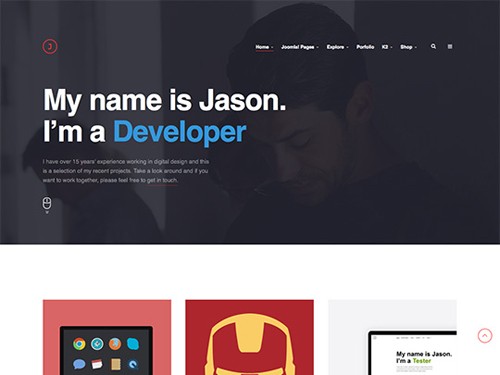 3
Home Joomla! Pages Explore Porfolio K2 Shop
My name is Jason.
I'm a Developer
I have over 15 years' experience working in digital design and this
is a selection of my recent projects. Take a look around and if you
want to work together, please feel free to get in touch.
My name is Jason.
I'm a Tester